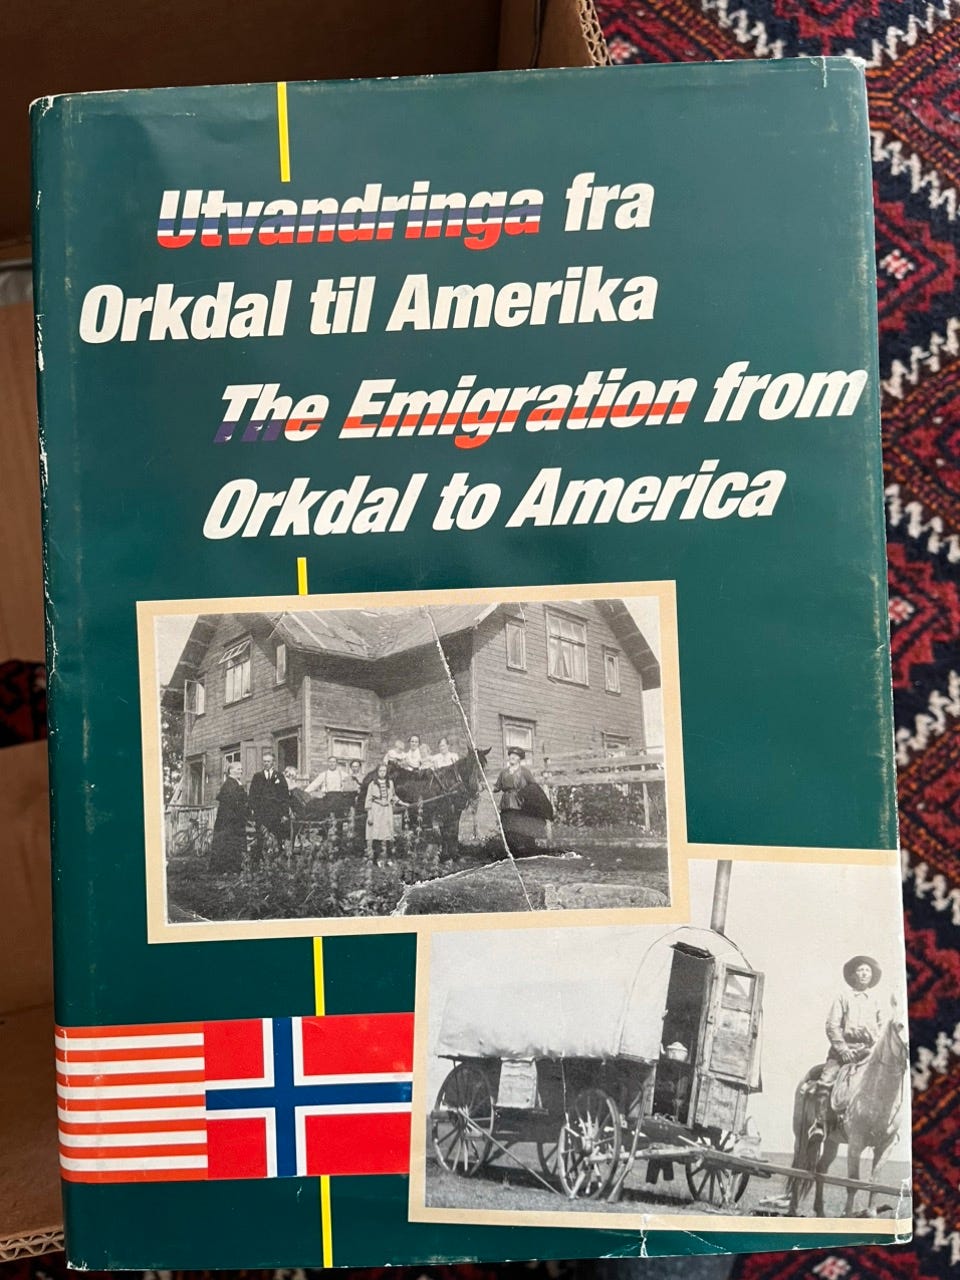 Utvandringa fra
Orkdal til Amerika
The Emigration from
Orkdal to America